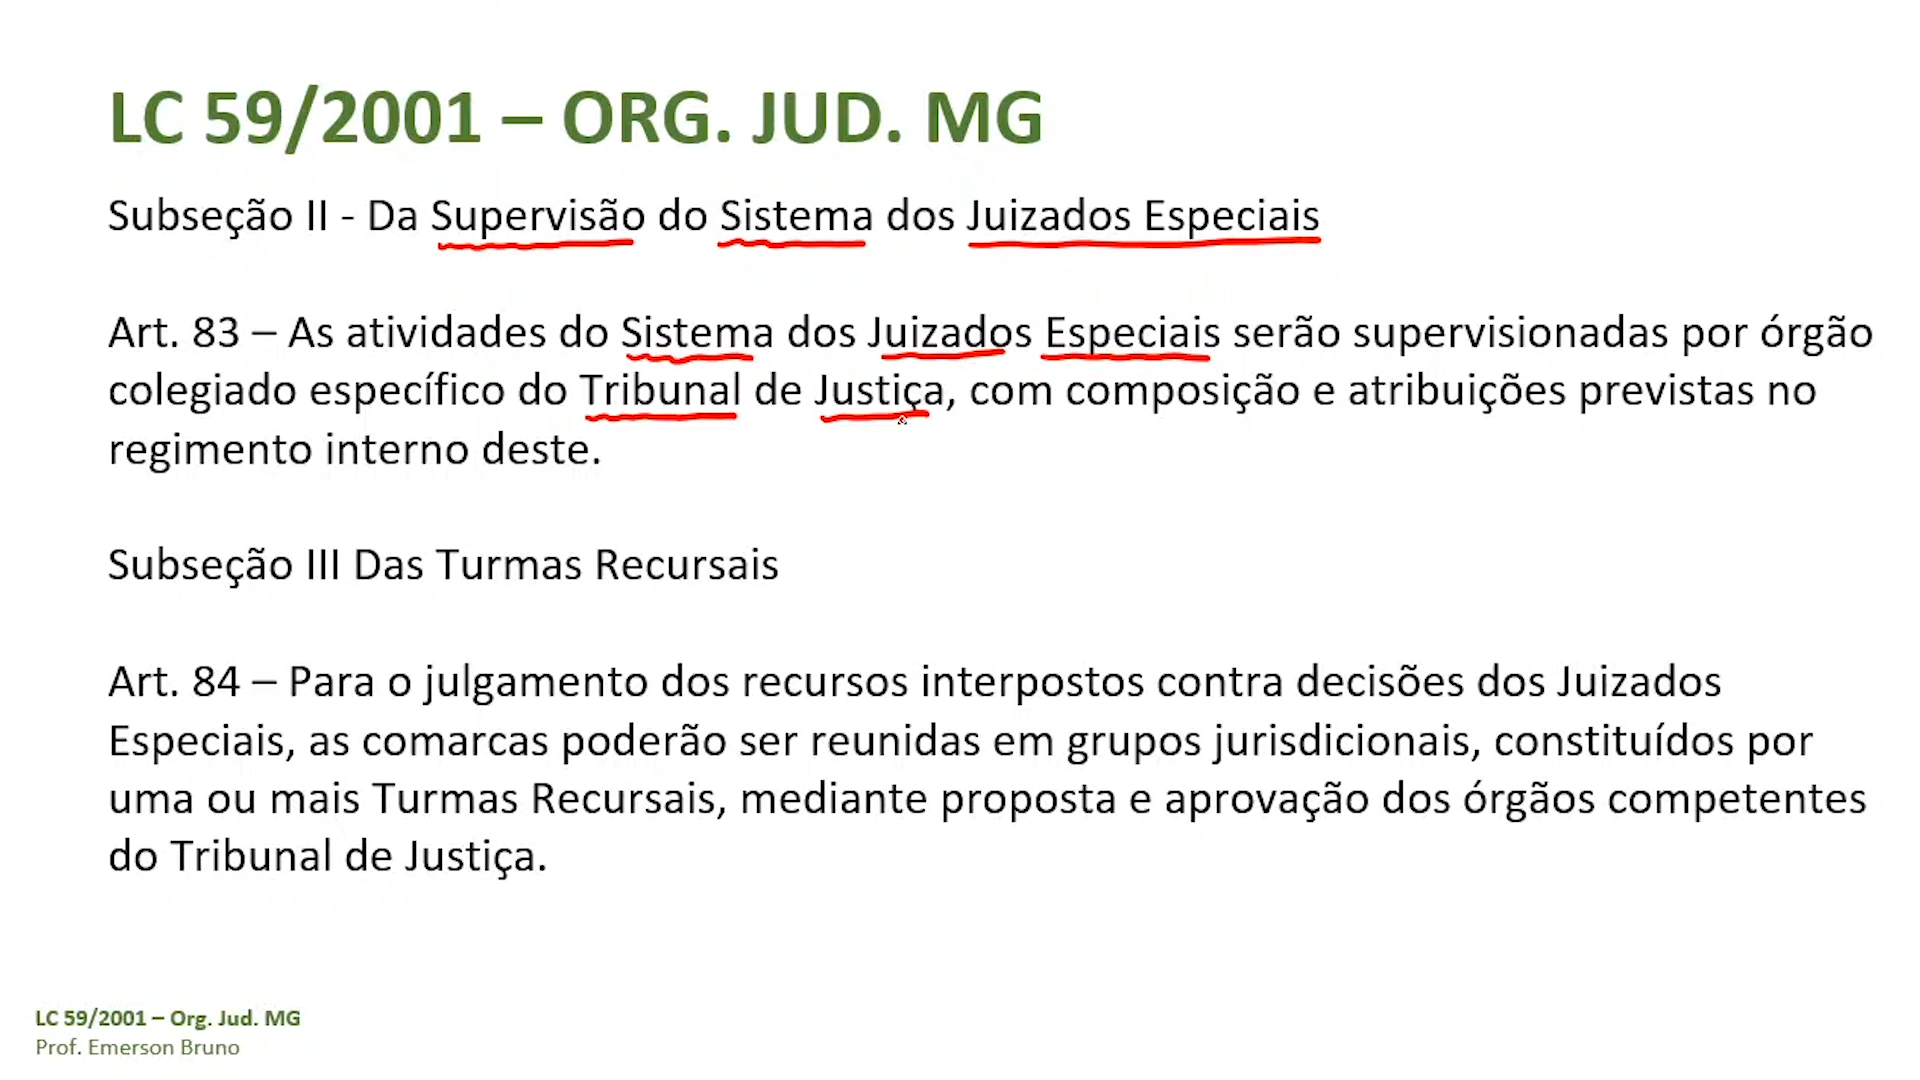 LC 59/2001 – ORG. JUD. MG
Subseção II - Da Supervisão do Sistema dos Juizados Especiais
Art. 83 – As atividades do Sistema dos Juizados Especiais serão supervisionadas por órgão
colegiado específico do Tribunal de Justiça, com composição e atribuições previstas no
regimento interno deste.
Subseção III Das Turmas Recursais
Art. 84 – Para o julgamento dos recursos interpostos contra decisões dos Juizados
Especiais, as comarcas poderão ser reunidas em grupos jurisdicionais, constituídos por
uma ou mais Turmas Recursais, mediante proposta e aprovação dos órgãos competentes
do Tribunal de Justiça.
LC 59/2001 – Org. Jud. MG
Prof. Emerson Bruno